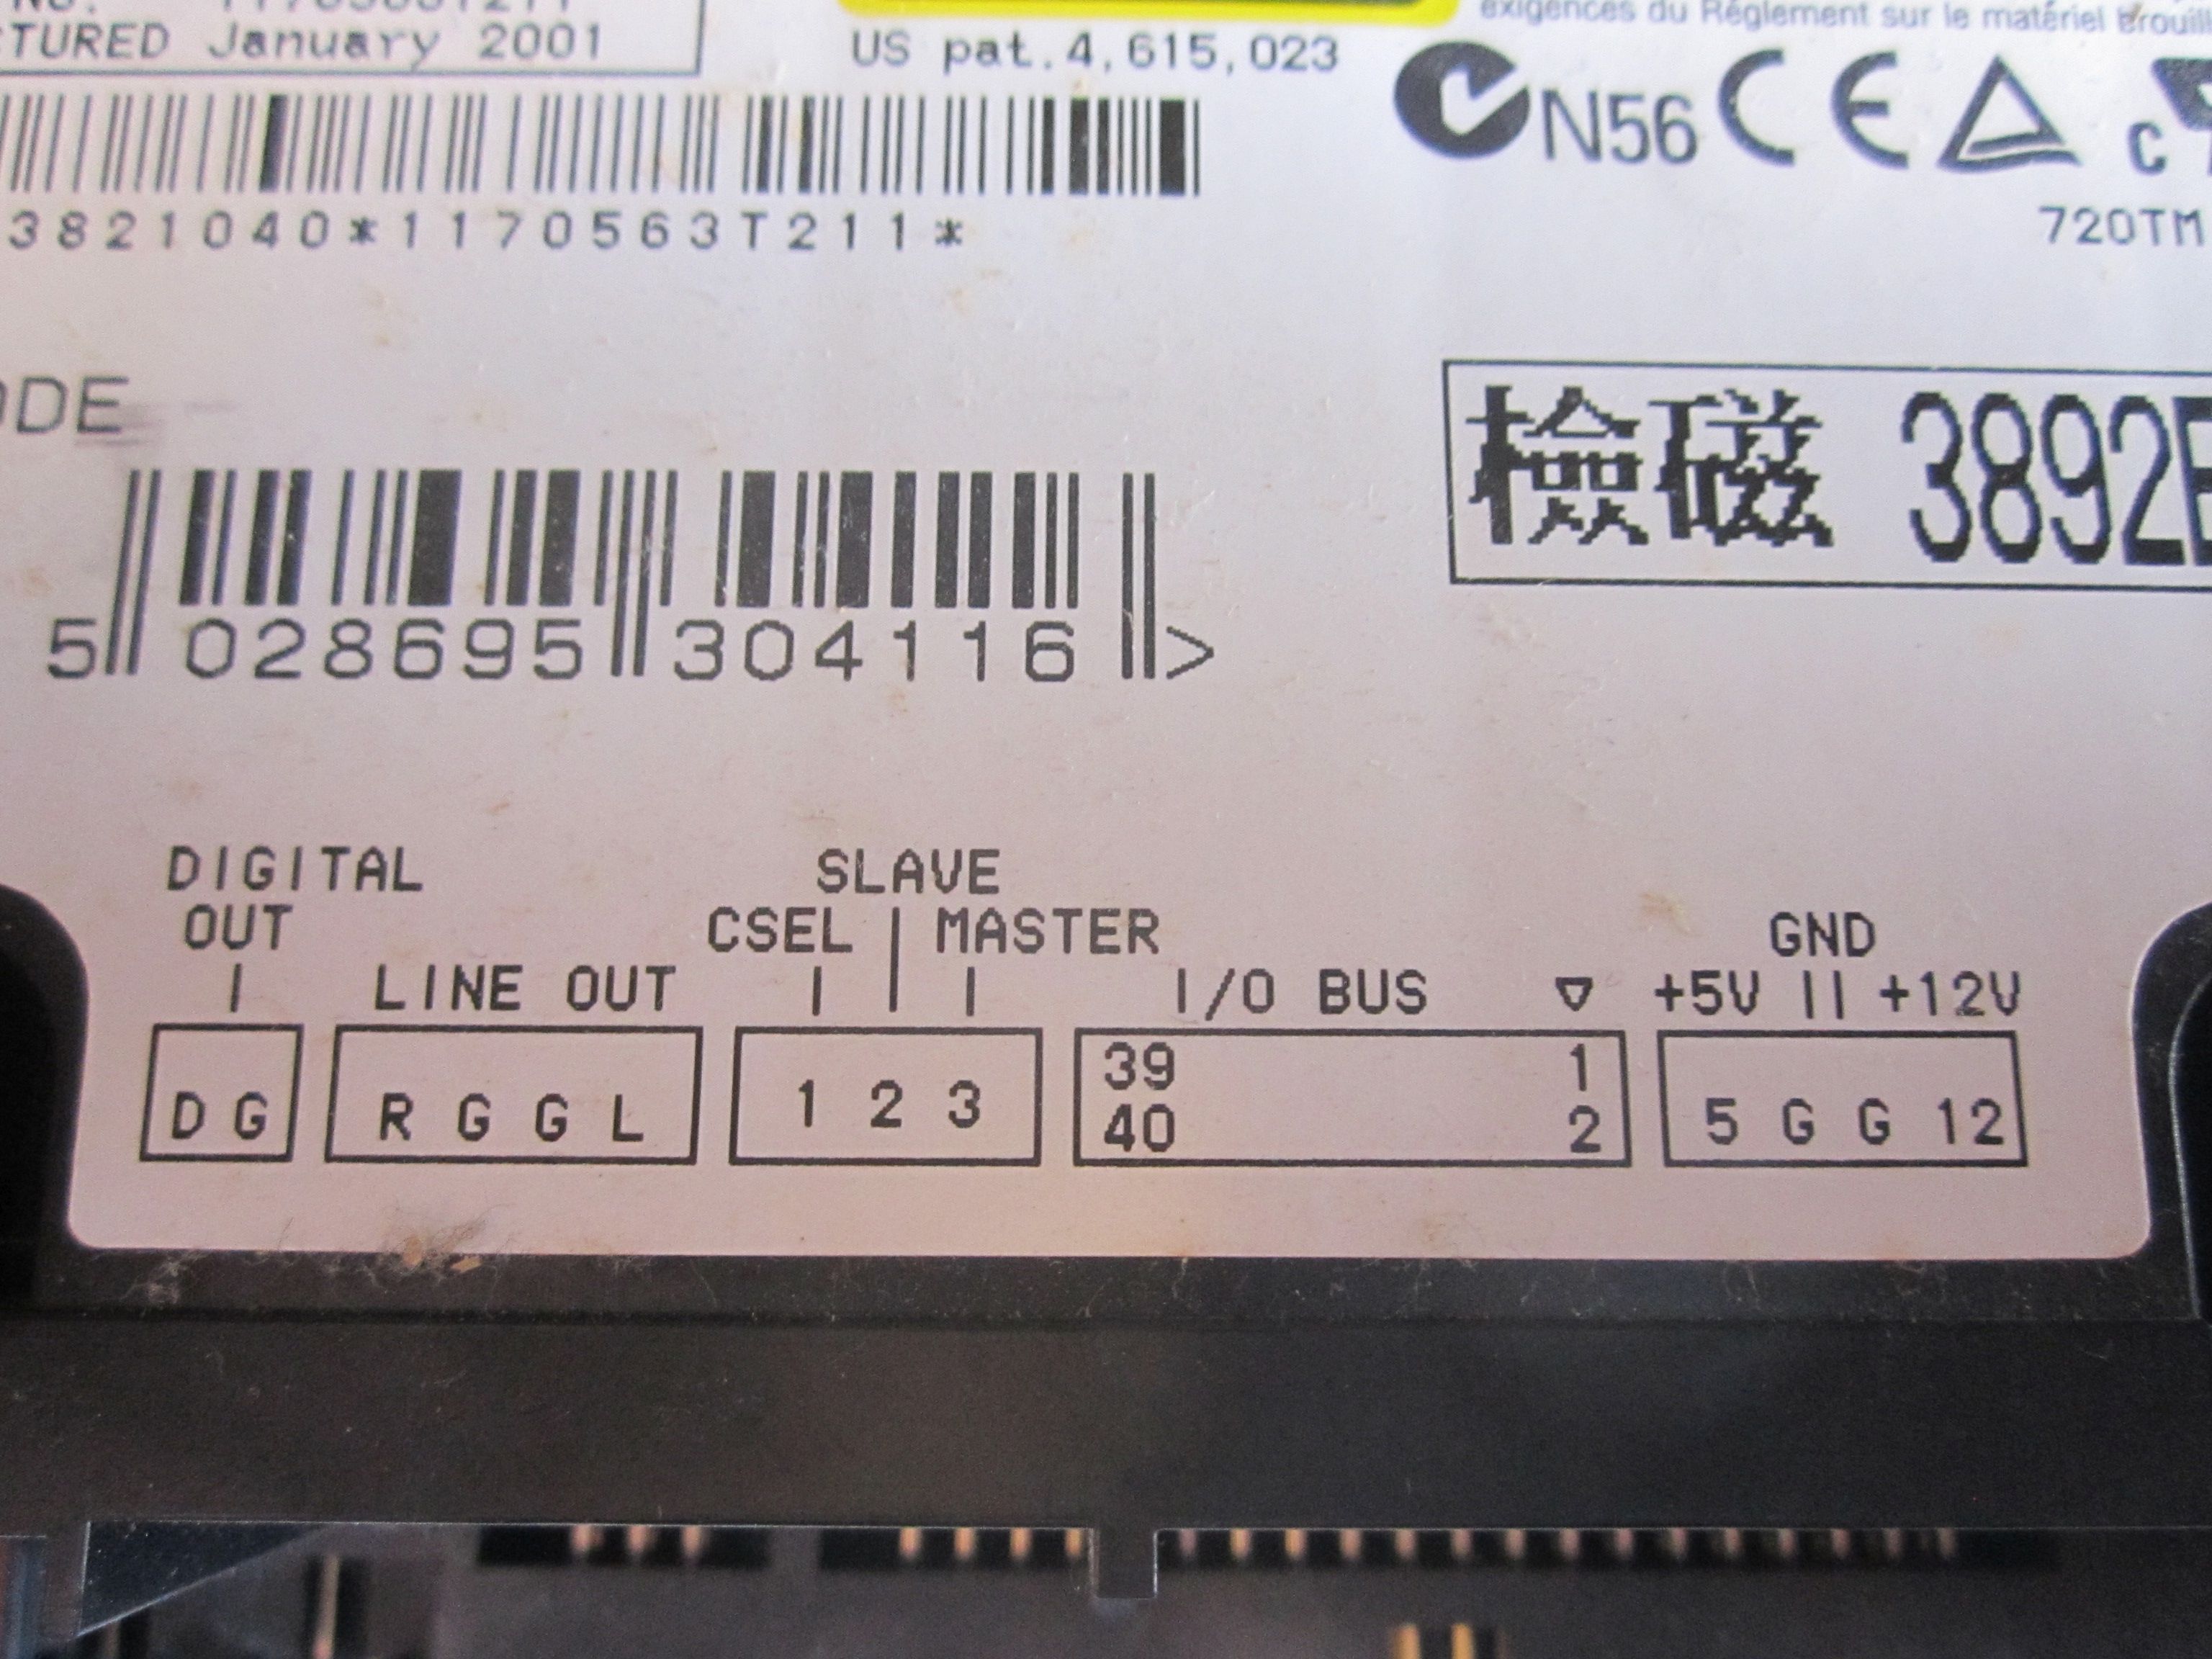 TURED January 2001
US pat.4,615,023
exigences du Règlement sur le matériel brouill
N56 CE
C
3821040*1170563T211*
720TM
ODE
檢磁 3892
5 028695 304116 >
DIGITAL SLAVE
OUT CSEL MASTER GND
LINE OUT I/O BUS +5V +12V
D G R G G L 1 2 3 39 1 5 G G 12
40 2